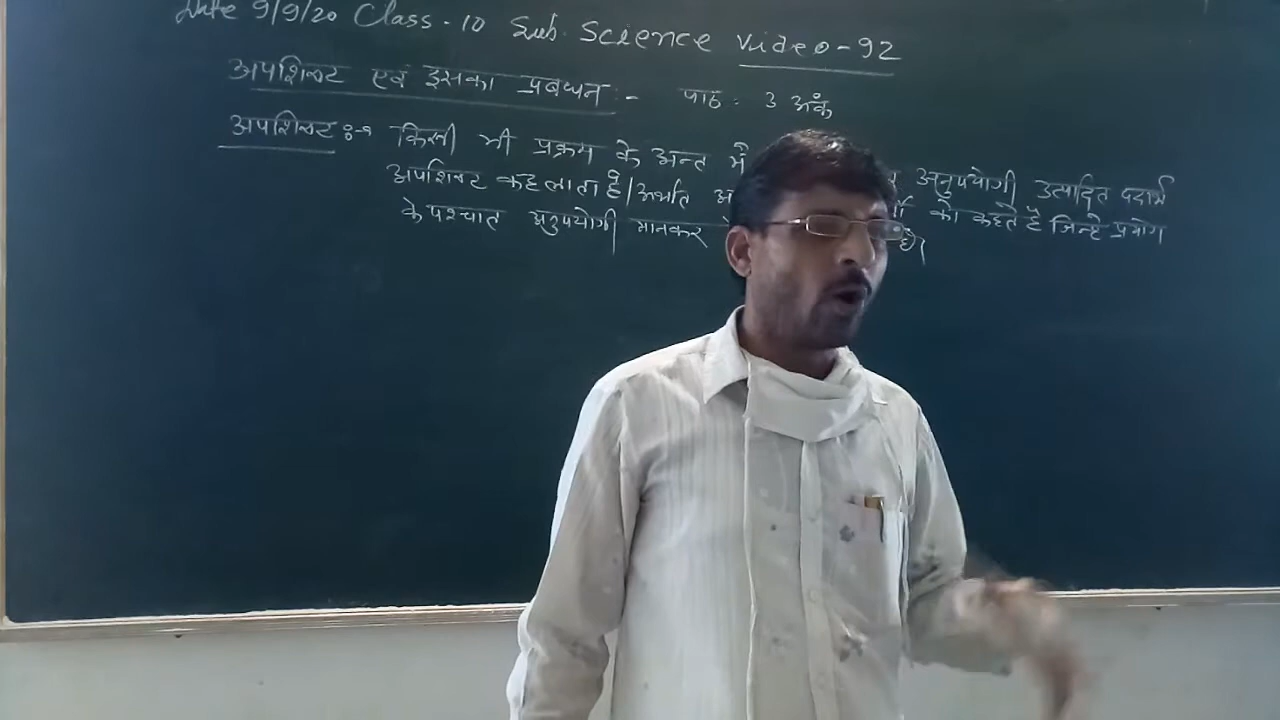 Date 9/9/20 Class - 10 Sub. Science Video - 92
अपशिष्ट एवं इसका प्रबन्धन :- पाठ : 3 अंक
अपशिष्ट :-> किसी भी प्रक्रम के अन्त में अनुपयोगी उत्पादित पदार्थ
अपशिष्ट कहलाता है। अर्थात को कहते है जिन्हे प्रयोग
के पश्चात अनुपयोगी मानकर